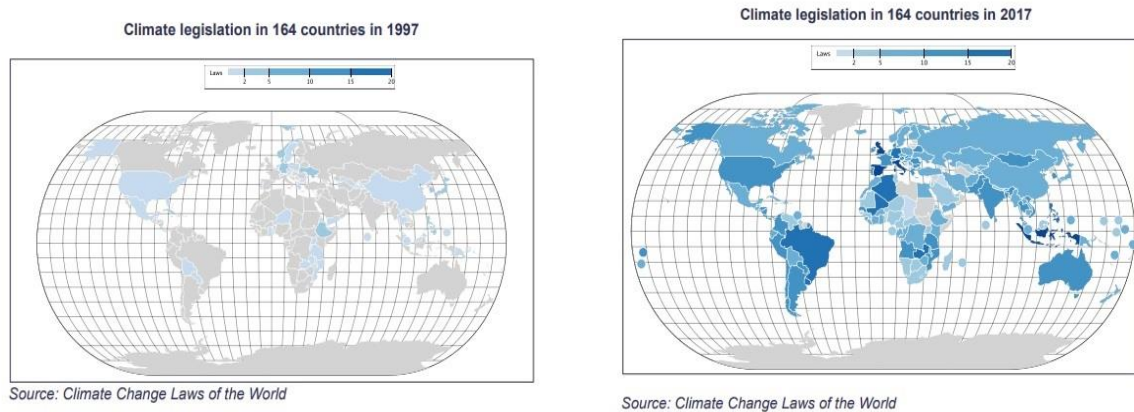 Climate legislation in 164 countries in 1997
Laws
2 5 10 15 20
Source: Climate Change Laws of the World
Climate legislation in 164 countries in 2017
Laws
2 5 10 15 20
Source: Climate Change Laws of the World